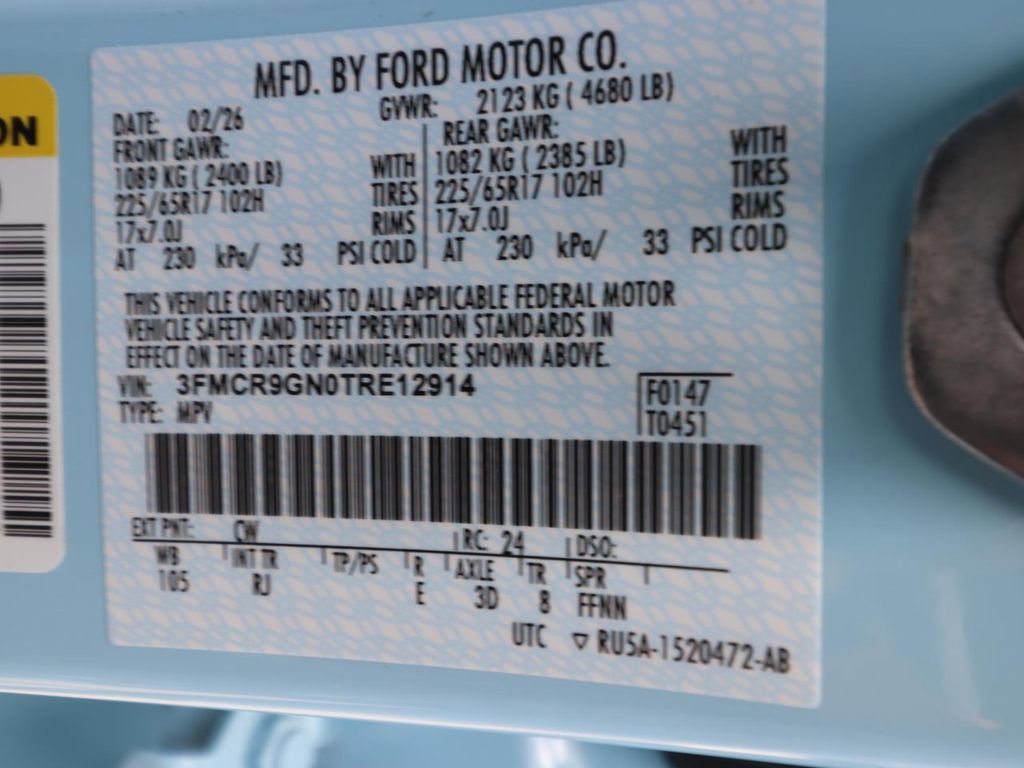 ON
MFD. BY FORD MOTOR CO.
DATE: 02/26
GVWR: 2123 KG ( 4680 LB)
FRONT GAWR:
1089 KG ( 2400 LB) WITH
225/65R17 102H TIRES
17x7.0J RIMS
AT 230 kPa/ 33 PSI COLD
REAR GAWR:
1082 KG ( 2385 LB) WITH
225/65R17 102H TIRES
17x7.0J RIMS
AT 230 kPa/ 33 PSI COLD
THIS VEHICLE CONFORMS TO ALL APPLICABLE FEDERAL MOTOR
VEHICLE SAFETY AND THEFT PREVENTION STANDARDS IN
EFFECT ON THE DATE OF MANUFACTURE SHOWN ABOVE.
VIN: 3FMCR9GN0TRE12914
TYPE: MPV
F0147
T0451
EXT PNT: CW RC: 24 DSO:
WB INT TR TP/PS R AXLE TR SPR
105 RJ E 3D 8 FFNN
UTC ▽ RU5A-1520472-AB